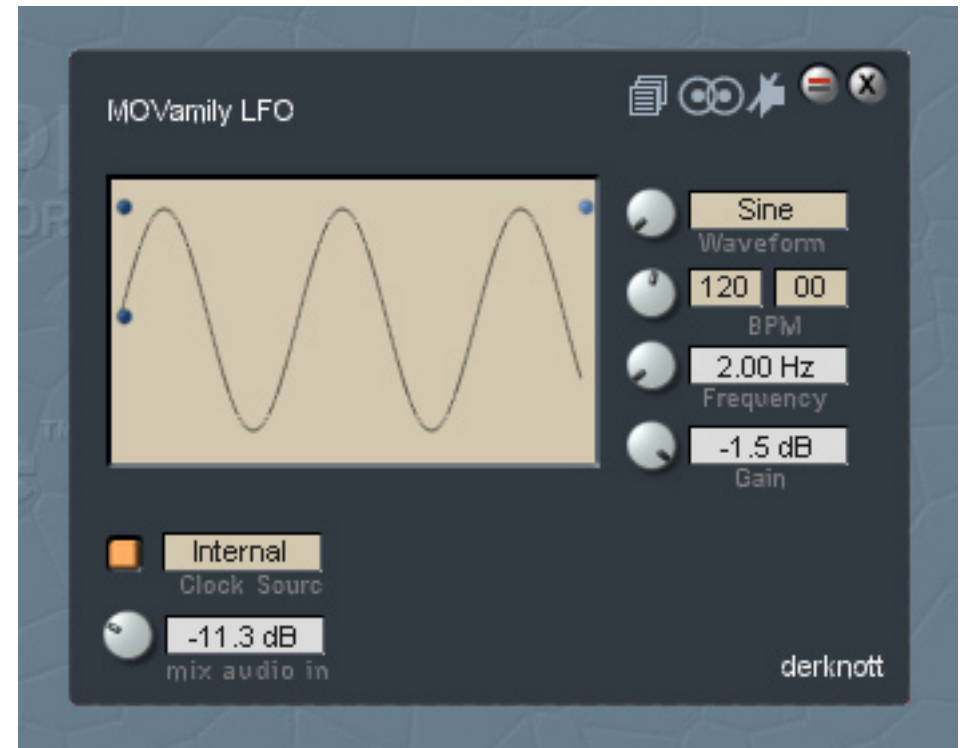 MOVamily LFO
Sine
Waveform
120 00
BPM
2.00 Hz
Frequency
-1.5 dB
Gain
Internal
Clock Sourc
-11.3 dB
mix audio in
derknott